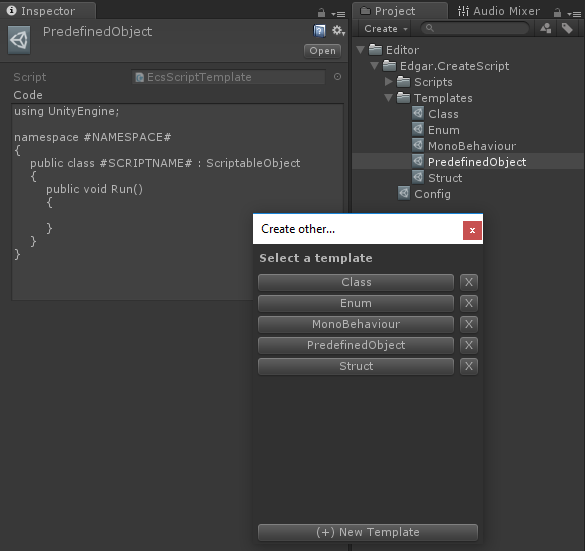 Inspector
PredefinedObject
Open
Script
EcsScriptTemplate
Code
using UnityEngine;
namespace #NAMESPACE#
{
public class #SCRIPTNAME# : ScriptableObject
{
public void Run()
{
}
}
}
Project
Audio Mixer
Create
Editor
Edgar.CreateScript
Scripts
Templates
Class
Enum
MonoBehaviour
PredefinedObject
Struct
Config
Create other...
x
Select a template
Class X
Enum X
MonoBehaviour X
PredefinedObject X
Struct X
(+) New Template